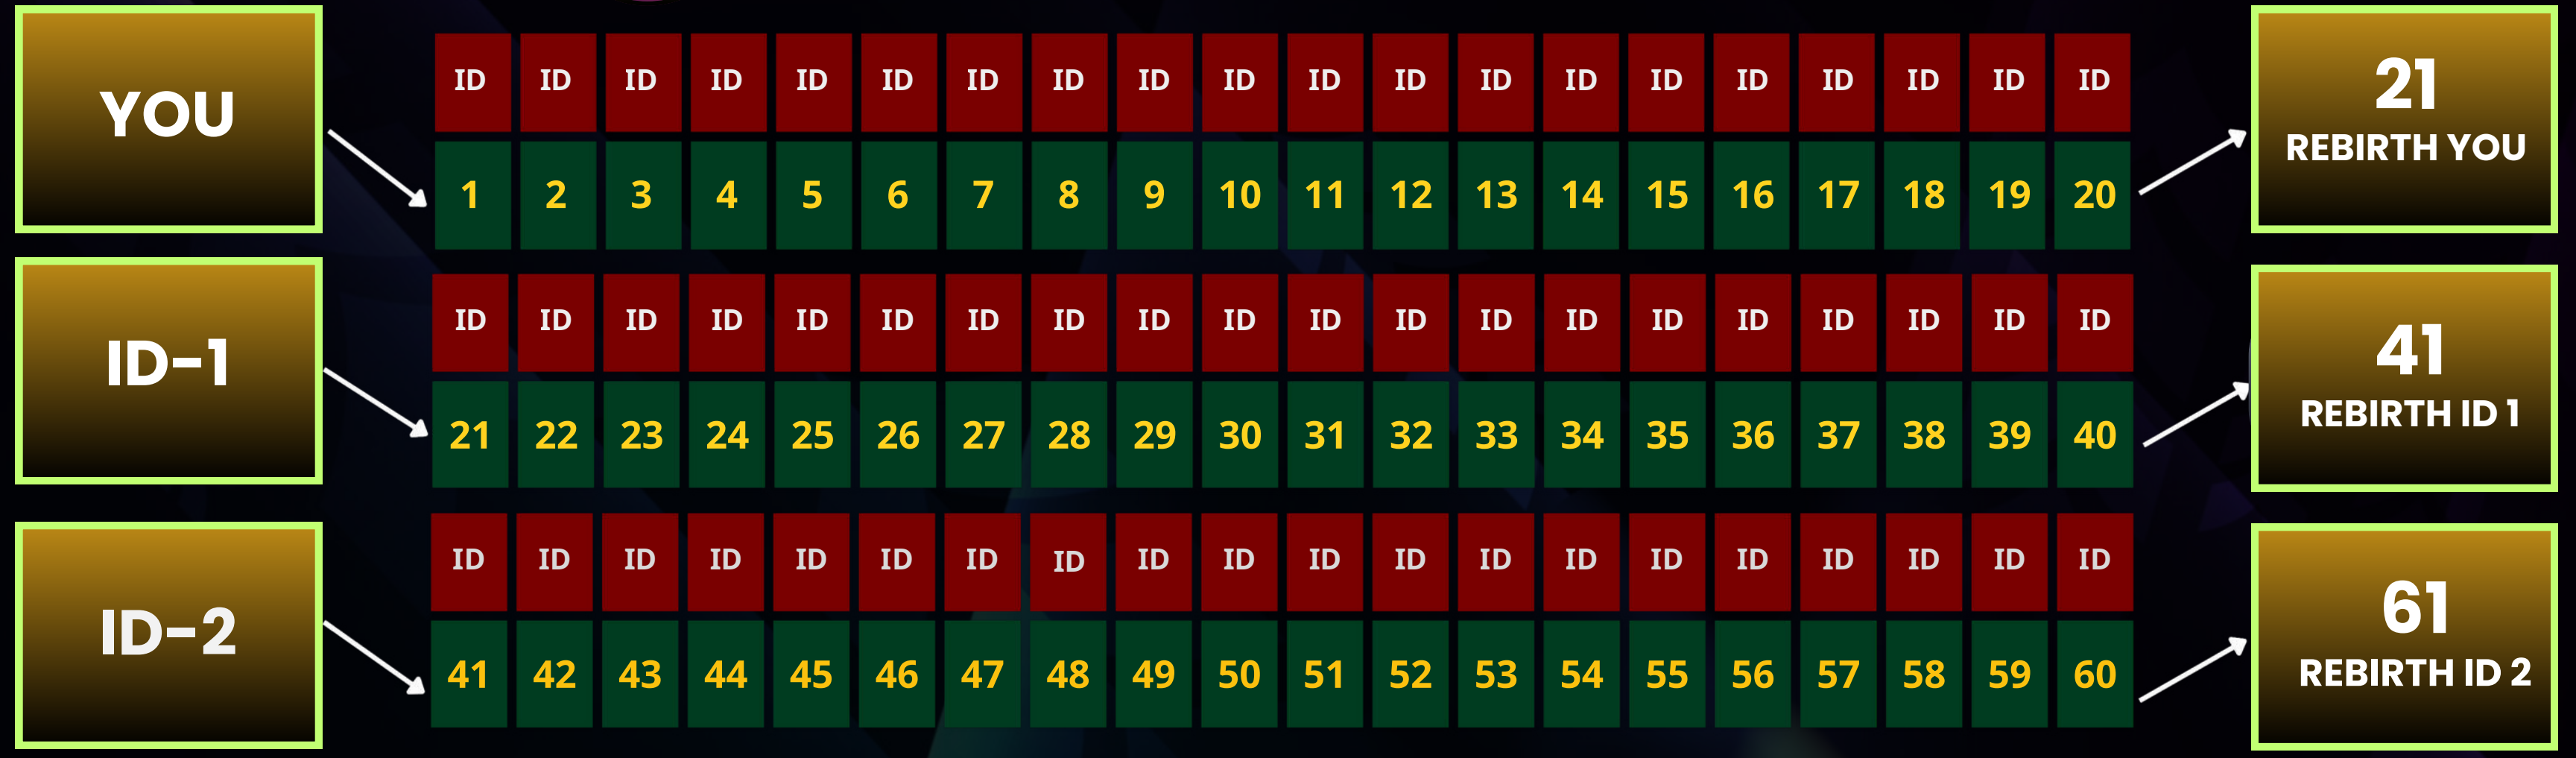 YOU
ID ID ID ID ID ID ID ID ID ID ID ID ID ID ID ID ID ID ID ID
1 2 3 4 5 6 7 8 9 10 11 12 13 14 15 16 17 18 19 20
21
REBIRTH YOU
ID-1
ID ID ID ID ID ID ID ID ID ID ID ID ID ID ID ID ID ID ID ID
21 22 23 24 25 26 27 28 29 30 31 32 33 34 35 36 37 38 39 40
41
REBIRTH ID 1
ID-2
ID ID ID ID ID ID ID ID ID ID ID ID ID ID ID ID ID ID ID ID
41 42 43 44 45 46 47 48 49 50 51 52 53 54 55 56 57 58 59 60
61
REBIRTH ID 2